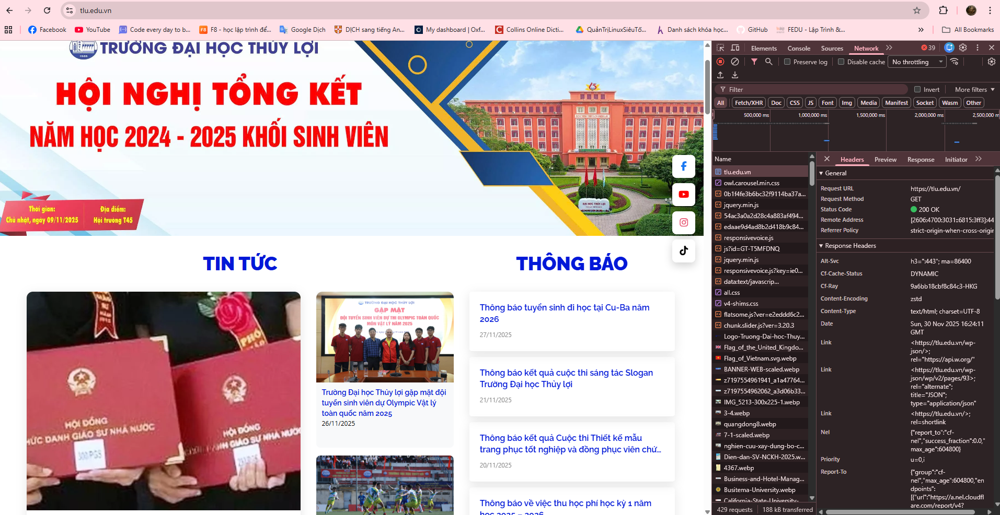 tlu.edu.vn
Facebook
YouTube
Code every day to b...
F8 - học lập trình để...
Google Dịch
DỊCH sang tiếng An...
My dashboard | Oxf...
Collins Online Dictic...
QuảnTrịLinuxSiêuTố...
Danh sách khóa học...
GitHub
FEDU - Lập Trình &...
All Bookmarks
TRƯỜNG ĐẠI HỌC THỦY LỢI
HỘI NGHỊ TỔNG KẾT
NĂM HỌC 2024 - 2025 KHỐI SINH VIÊN
Thời gian:
Chủ nhật, ngày 09/11/2025
Địa điểm:
Hội trường T45
65
ĐẠI HỌC THỦY LỢI
TIN TỨC
THÔNG BÁO
HỘI ĐỒNG
CHỨC DANH GIÁO SƯ NHÀ NƯỚC
HỘI ĐỒNG
DANH GIÁO SƯ NHÀ NƯỚC
TRƯỜNG ĐẠI HỌC THỦY LỢI
GẶP MẶT
ĐỘI TUYỂN SINH VIÊN DỰ THI OLYMPIC TOÀN QUỐC
MÔN VẬT LÝ NĂM 2025
Trường Đại học Thủy lợi gặp mặt đội
tuyển sinh viên dự Olympic Vật lý
toàn quốc năm 2025
26/11/2025
Thông báo tuyển sinh đi học tại Cu-Ba năm
2026
27/11/2025
Thông báo kết quả cuộc thi sáng tác Slogan
Trường Đại học Thủy lợi
21/11/2025
Thông báo kết quả Cuộc thi Thiết kế mẫu
trang phục tốt nghiệp và đồng phục viên chứ...
20/11/2025
Thông báo về việc thu học phí học kỳ 1 năm
học 2025 – 2026
Elements
Console
Sources
Network
39
Preserve log
Disable cache
No throttling
Filter
Invert
More filters
All
Fetch/XHR
Doc
CSS
JS
Font
Img
Media
Manifest
Socket
Wasm
Other
500,000 ms
1,000,000 ms
1,500,000 ms
2,000,000 ms
2,500,000 m
Name
tlu.edu.vn
owl.carousel.min.css
0b1f4fe3b6bc32f9114ba37a...
jquery.min.js
54ac3a0a2d28c4a883af494...
edaae9d4ad8b2d418b9c84...
responsivevoice.js
js?id=GT-T5MFDNQ
jquery.min.js
responsivevoice.js?key=ie0...
data:text/javascrip...
all.css
v4-shims.css
flatsome.js?ver=e2eddd6c2...
chunk.slider.js?ver=3.20.3
Logo-Truong-Dai-hoc-Thuy...
Flag_of_the_United_Kingdo...
Flag_of_Vietnam.svg.webp
BANNER-WEB-scaled.webp
z7197554961941_a1a47764...
z7197554962062_a3d06b33...
IMG_5213-300x225-1.webp
3-4.webp
quangdong8.webp
7-1-scaled.webp
nghien-cuu-xay-dung-bo-c...
Dien-dan-SV-NCKH-2025.w...
4367.webp
Business-and-Hotel-Manag...
Busitema-University.webp
California-State-University-
429 requests
188 kB transferred
Headers
Preview
Response
Initiator
General
Request URL
https://tlu.edu.vn/
Request Method
GET
Status Code
200 OK
Remote Address
[2606:4700:3031::6815:3ff3]:44
Referrer Policy
strict-origin-when-cross-origin
Response Headers
Alt-Svc
h3=":443"; ma=86400
Cf-Cache-Status
DYNAMIC
Cf-Ray
9a6bb18cbf8c84c3-HKG
Content-Encoding
zstd
Content-Type
text/html; charset=UTF-8
Date
Sun, 30 Nov 2025 16:24:11
GMT
Link
<https://tlu.edu.vn/wp-
json/>;
rel="https://api.w.org/"
Link
<https://tlu.edu.vn/wp-
json/wp/v2/pages/93>;
rel="alternate";
title="JSON";
type="application/json"
Link
<https://tlu.edu.vn/>;
rel=shortlink
Nel
{"report_to":"cf-
nel","success_fraction":0.0,"
max_age":604800}
Priority
u=0,i
Report-To
{"group":"cf-
nel","max_age":604800,"en
dpoints":
[{"url":"https://a.nel.cloudfl
are.com/report/v4?